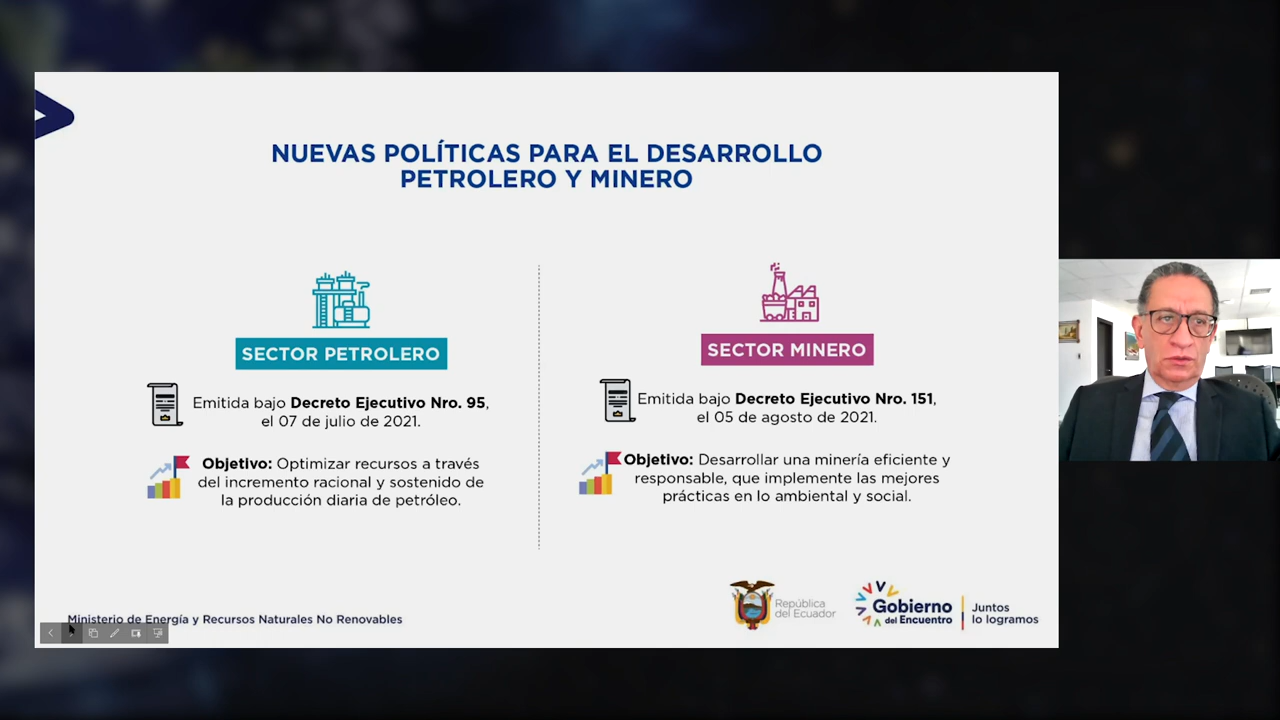 NUEVAS POLÍTICAS PARA EL DESARROLLO
PETROLERO Y MINERO
SECTOR PETROLERO
Emitida bajo Decreto Ejecutivo Nro. 95,
el 07 de julio de 2021.
Objetivo: Optimizar recursos a través
del incremento racional y sostenido de
la producción diaria de petróleo.
SECTOR MINERO
Emitida bajo Decreto Ejecutivo Nro. 151,
el 05 de agosto de 2021.
Objetivo: Desarrollar una minería eficiente y
responsable, que implemente las mejores
prácticas en lo ambiental y social.
Ministerio de Energía y Recursos Naturales No Renovables
República
del Ecuador
Gobierno
del Encuentro
Juntos
lo logramos